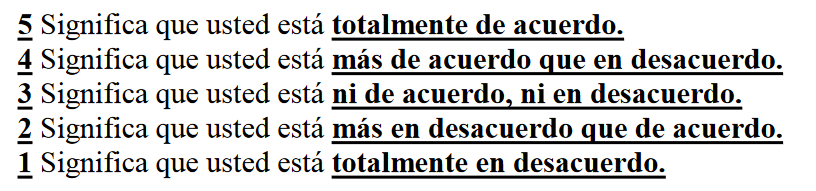 5 Significa que usted está totalmente de acuerdo.
4 Significa que usted está más de acuerdo que en desacuerdo.
3 Significa que usted está ni de acuerdo, ni en desacuerdo.
2 Significa que usted está más en desacuerdo que de acuerdo.
1 Significa que usted está totalmente en desacuerdo.